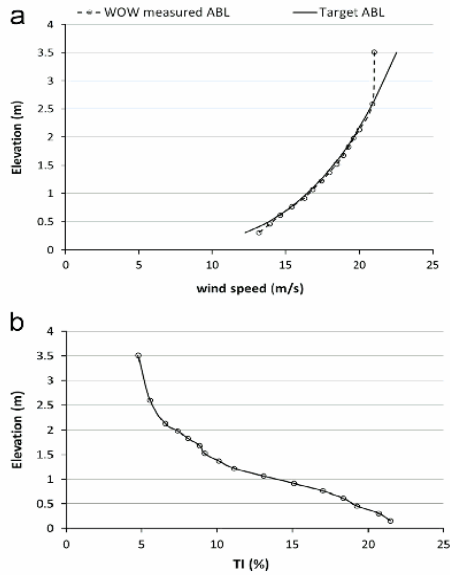 a
WOW measured ABL
Target ABL
Elevation (m)
4
3.5
3
2.5
2
1.5
1
0.5
0
0 5 10 15 20 25
wind speed (m/s)
b
Elevation (m)
4
3.5
3
2.5
2
1.5
1
0.5
0
0 5 10 15 20 25
TI (%)